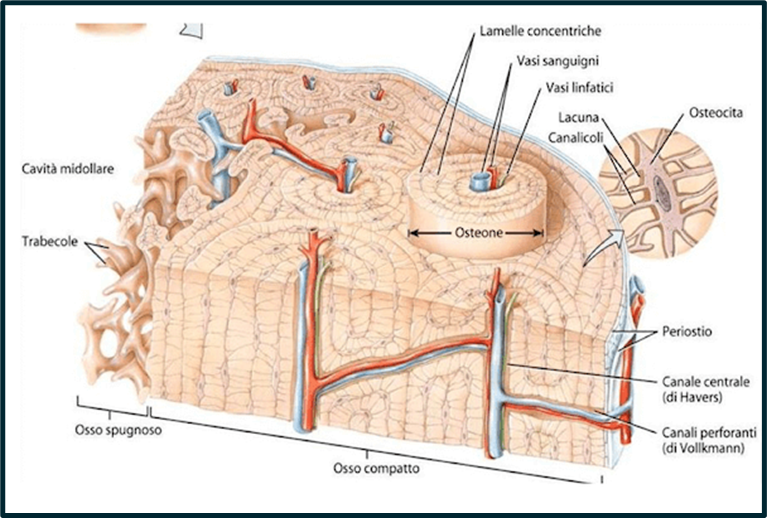 Lamelle concentriche
Vasi sanguigni
Vasi linfatici
Lacuna
Canalicoli
Osteocita
Cavità midollare
Trabecole
Osteone
Periostio
Canale centrale
(di Havers)
Canali perforanti
(di Vollkmann)
Osso spugnoso
Osso compatto